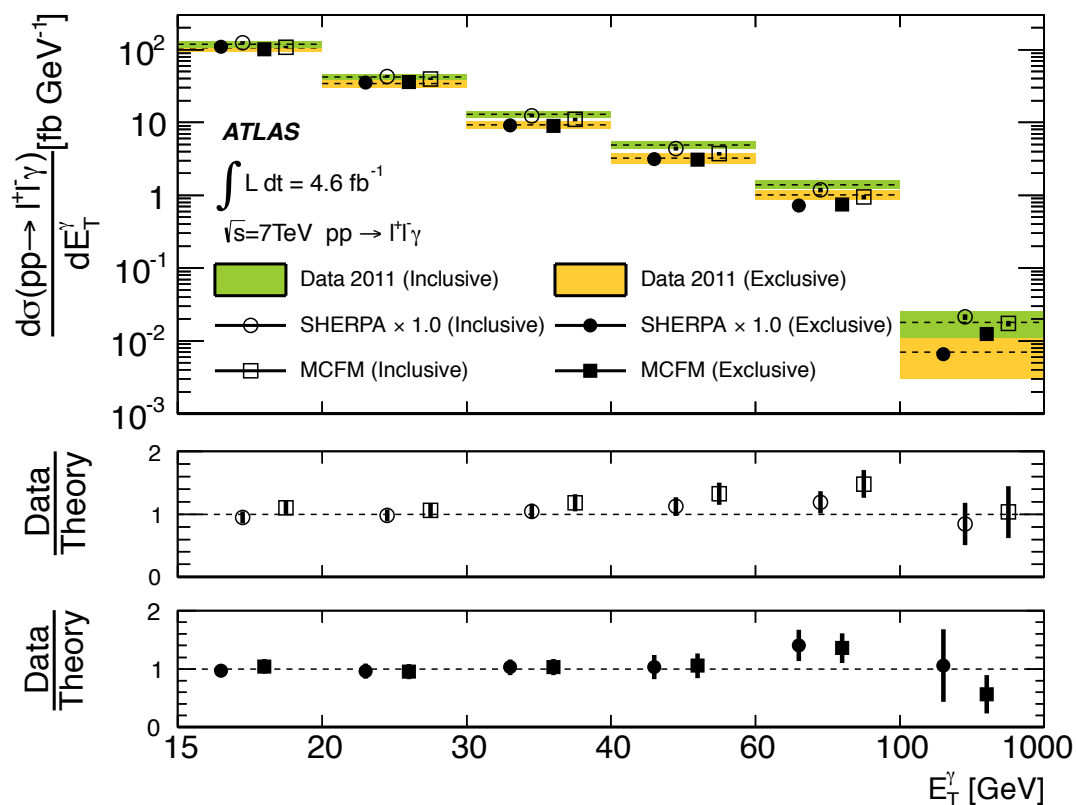 dσ(pp→ l⁺l⁻γ)
dE_T^γ
[fb GeV⁻¹]
10²
10
1
10⁻¹
10⁻²
10⁻³
ATLAS
∫ L dt = 4.6 fb⁻¹
√s=7TeV pp → l⁺l⁻γ
Data 2011 (Inclusive) Data 2011 (Exclusive)
SHERPA × 1.0 (Inclusive) SHERPA × 1.0 (Exclusive)
MCFM (Inclusive) MCFM (Exclusive)
Data
Theory
2
1
0
Data
Theory
2
1
0
15 20 30 40 60 100 1000
E_T^γ [GeV]